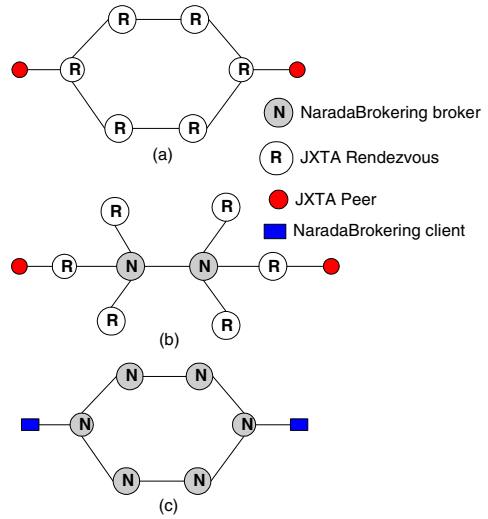 R R
R R
R R
(a)
N NaradaBrokering broker
R JXTA Rendezvous
JXTA Peer
NaradaBrokering client
R R
R N N R
R R
(b)
N N
N N
N N
(c)